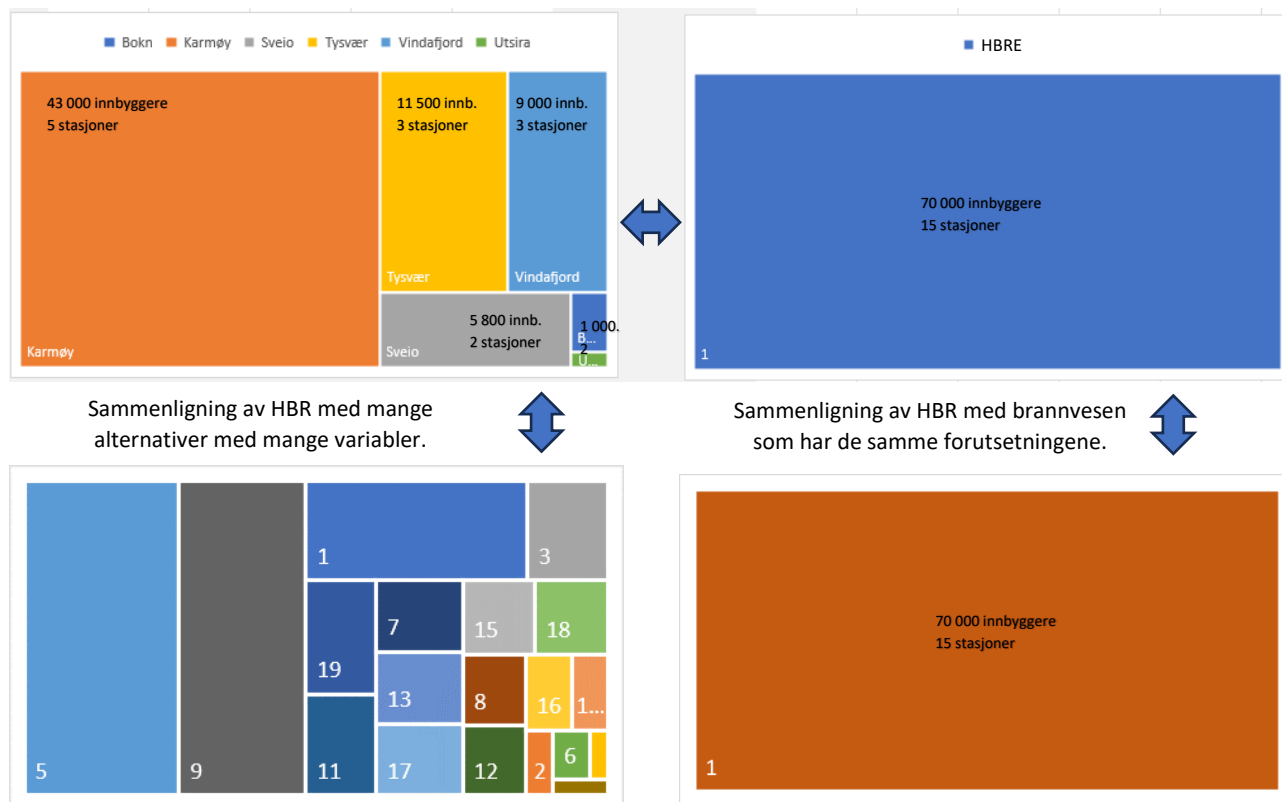 Bokn Karmøy Sveio Tysvær Vindafjord Utsira
43 000 innbyggere
5 stasjoner
11 500 innb.
3 stasjoner
9 000 innb.
3 stasjoner
Tysvær
Vindafjord
5 800 innb.
2 stasjoner
1 000.
B...
2
U...
Karmøy
Sveio
HBRE
70 000 innbyggere
15 stasjoner
1
Sammenligning av HBR med mange
alternativer med mange variabler.
Sammenligning av HBR med brannvesen
som har de samme forutsetningene.
1
3
7
15
18
19
13
8
16
1...
5
9
11
17
12
2
6
70 000 innbyggere
15 stasjoner
1